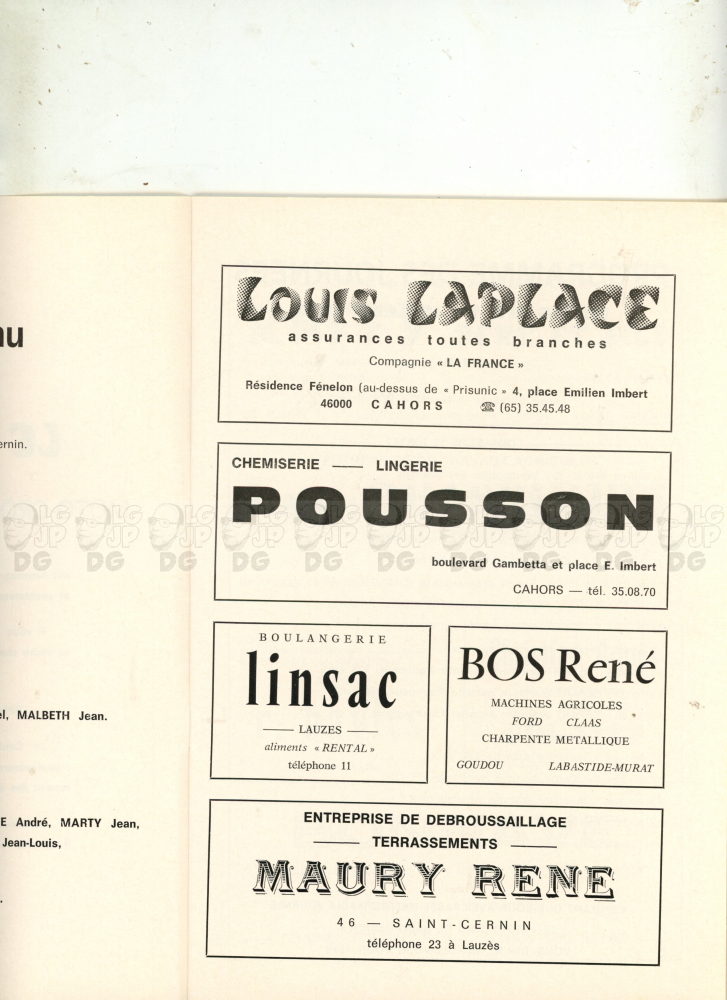 nu
ernin.
el, MALBETH Jean.
E André, MARTY Jean,
Jean-Louis,
Louis LAPLACE
assurances toutes branches
Compagnie « LA FRANCE »
Résidence Fénelon (au-dessus de « Prisunic » 4, place Emilien Imbert
46000 CAHORS ☎ (65) 35.45.48
CHEMISERIE —— LINGERIE
POUSSON
boulevard Gambetta et place E. Imbert
CAHORS — tél. 35.08.70
BOULANGERIE
linsac
—— LAUZES ——
aliments « RENTAL »
téléphone 11
BOS René
MACHINES AGRICOLES
FORD CLAAS
CHARPENTE METALLIQUE
GOUDOU LABASTIDE-MURAT
ENTREPRISE DE DEBROUSSAILLAGE
—— TERRASSEMENTS ——
MAURY RENE
46 — SAINT-CERNIN
téléphone 23 à Lauzès
LG JP DG